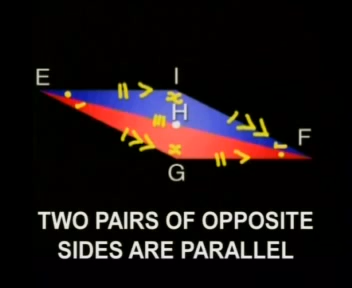 E
I
H
F
G
TWO PAIRS OF OPPOSITE
SIDES ARE PARALLEL